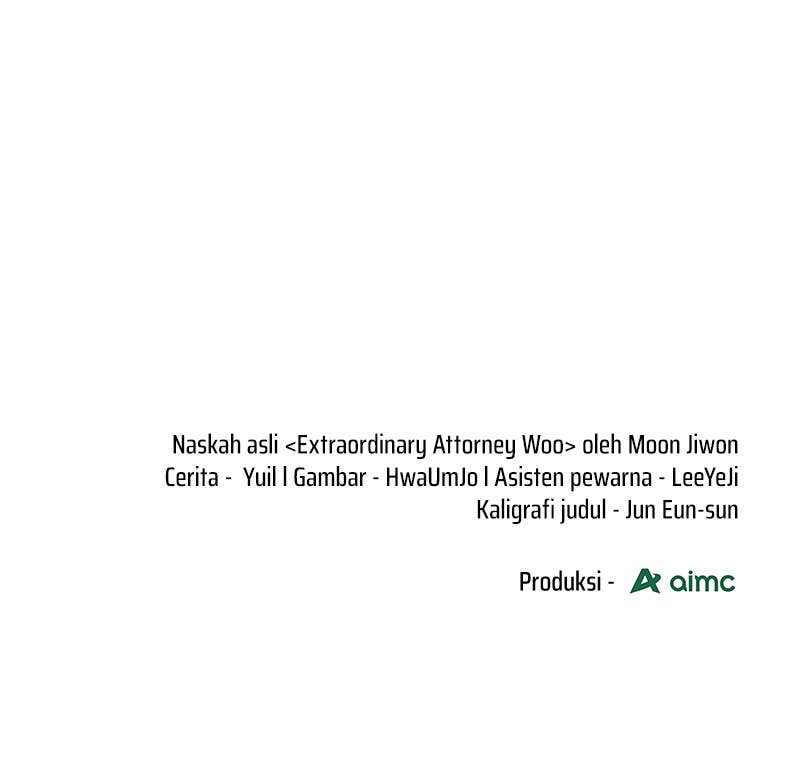 Naskah asli <Extraordinary Attorney Woo> oleh Moon Jiwon
Cerita - Yuil l Gambar - HwaUmJo l Asisten pewarna - LeeYeJi
Kaligrafi judul - Jun Eun-sun
Produksi - aimc